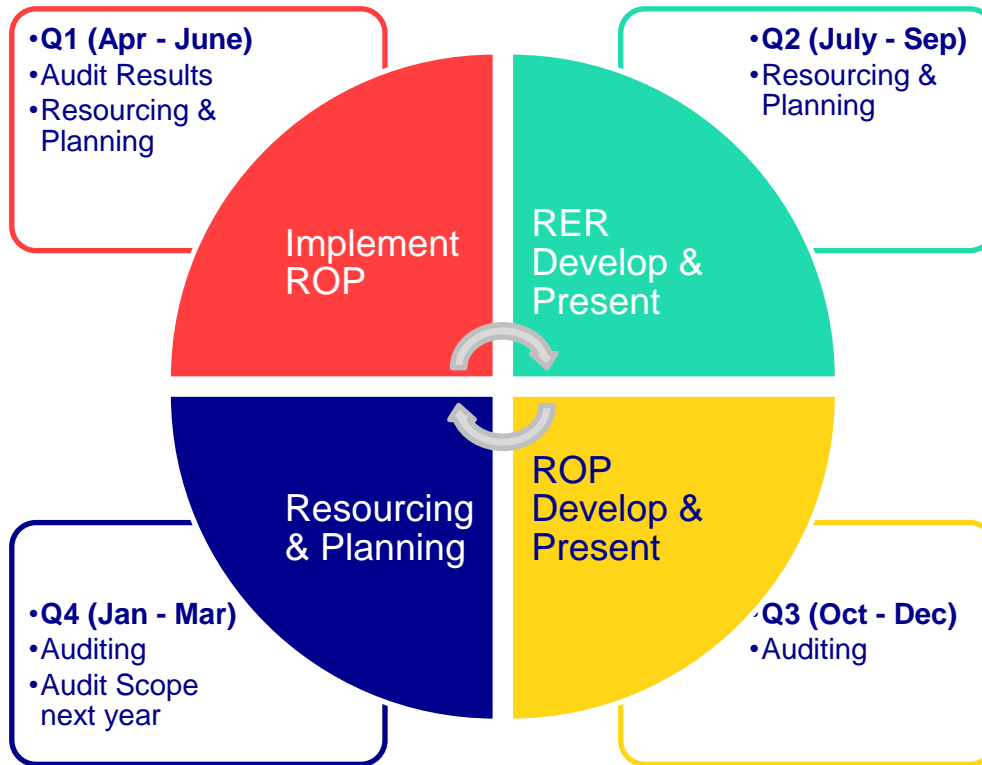 •Q1 (Apr - June)
•Audit Results
•Resourcing &
Planning
•Q2 (July - Sep)
•Resourcing &
Planning
Implement
ROP
RER
Develop &
Present
Resourcing
& Planning
ROP
Develop &
Present
•Q4 (Jan - Mar)
•Auditing
•Audit Scope
next year
•Q3 (Oct - Dec)
•Auditing